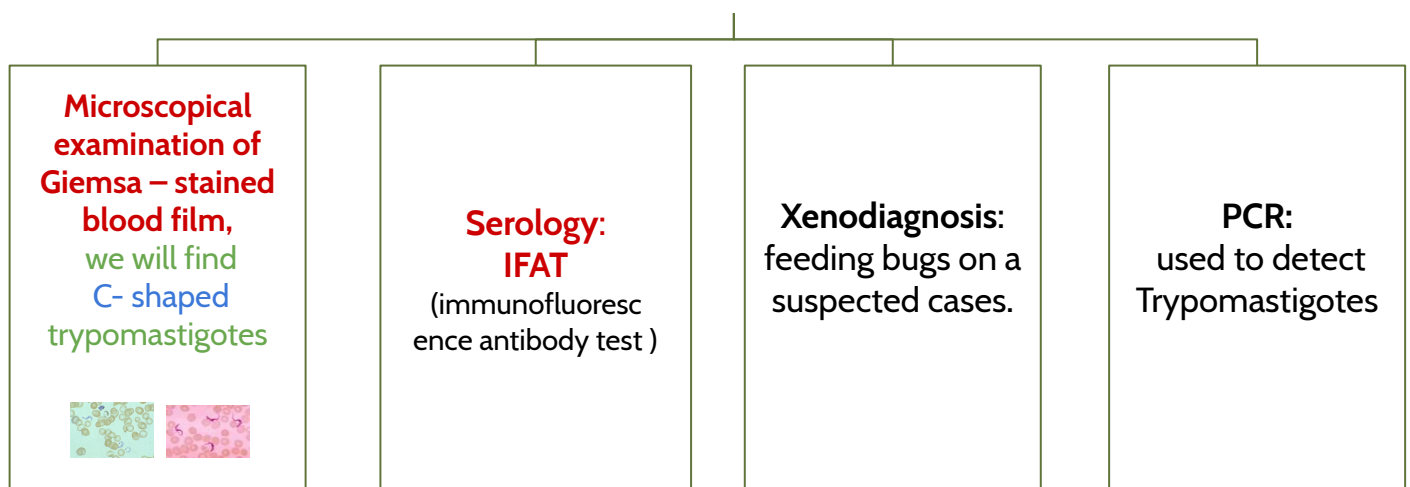 Microscopical
examination of
Giemsa – stained
blood film,
we will find
C- shaped
trypomastigotes
Serology:
IFAT
(immunofluoresc
ence antibody test )
Xenodiagnosis:
feeding bugs on a
suspected cases.
PCR:
used to detect
Trypomastigotes